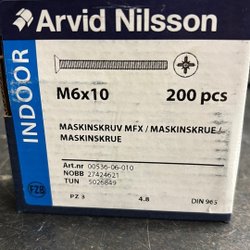 Arvid Nilsson
INDOOR
M6x10 200 pcs
MASKINSKRUV MFX / MASKINSKRUE /
MASKINSKRUE
Art.nr 00536-06-010
NOBB 27424621
TUN 5026849
FZB
PZ 3 4.8 DIN 965